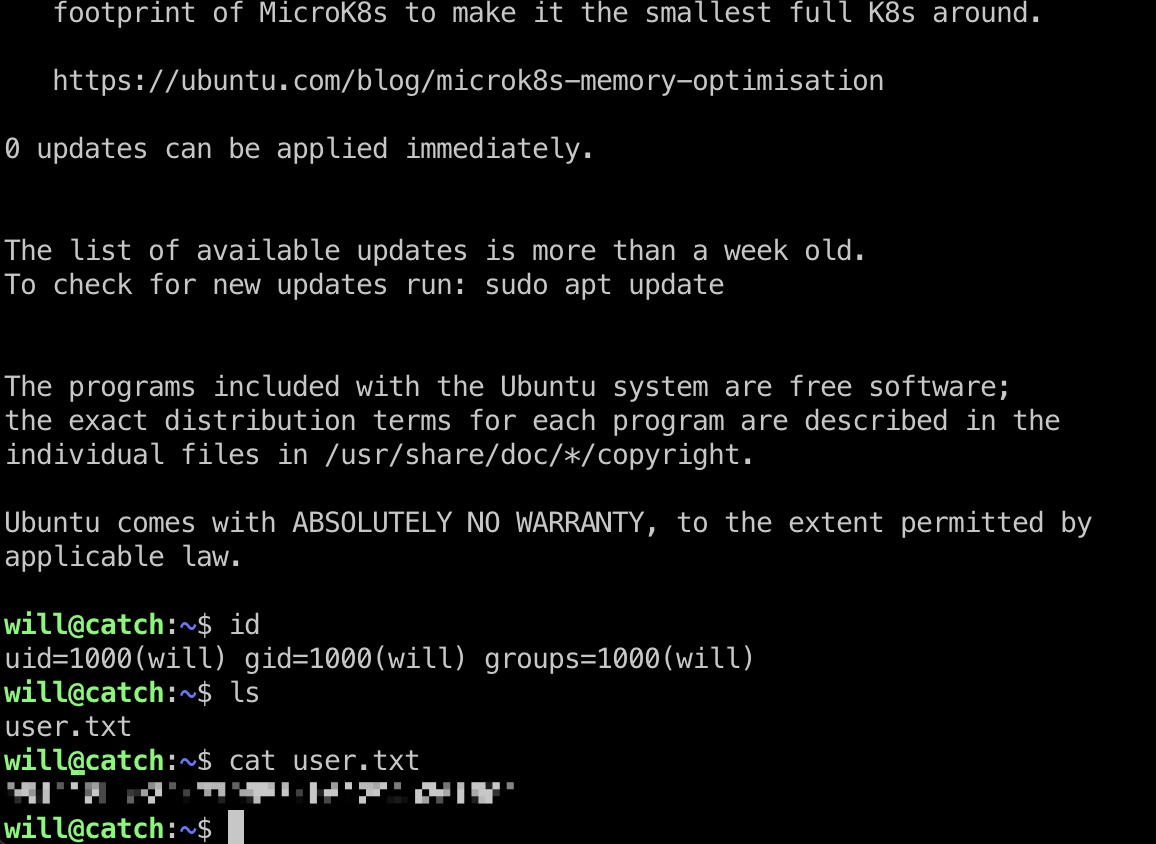 footprint of MicroK8s to make it the smallest full K8s around.
https://ubuntu.com/blog/microk8s-memory-optimisation
0 updates can be applied immediately.
The list of available updates is more than a week old.
To check for new updates run: sudo apt update
The programs included with the Ubuntu system are free software;
the exact distribution terms for each program are described in the
individual files in /usr/share/doc/*/copyright.
Ubuntu comes with ABSOLUTELY NO WARRANTY, to the extent permitted by
applicable law.
will@catch:~$ id
uid=1000(will) gid=1000(will) groups=1000(will)
will@catch:~$ ls
user.txt
will@catch:~$ cat user.txt
will@catch:~$